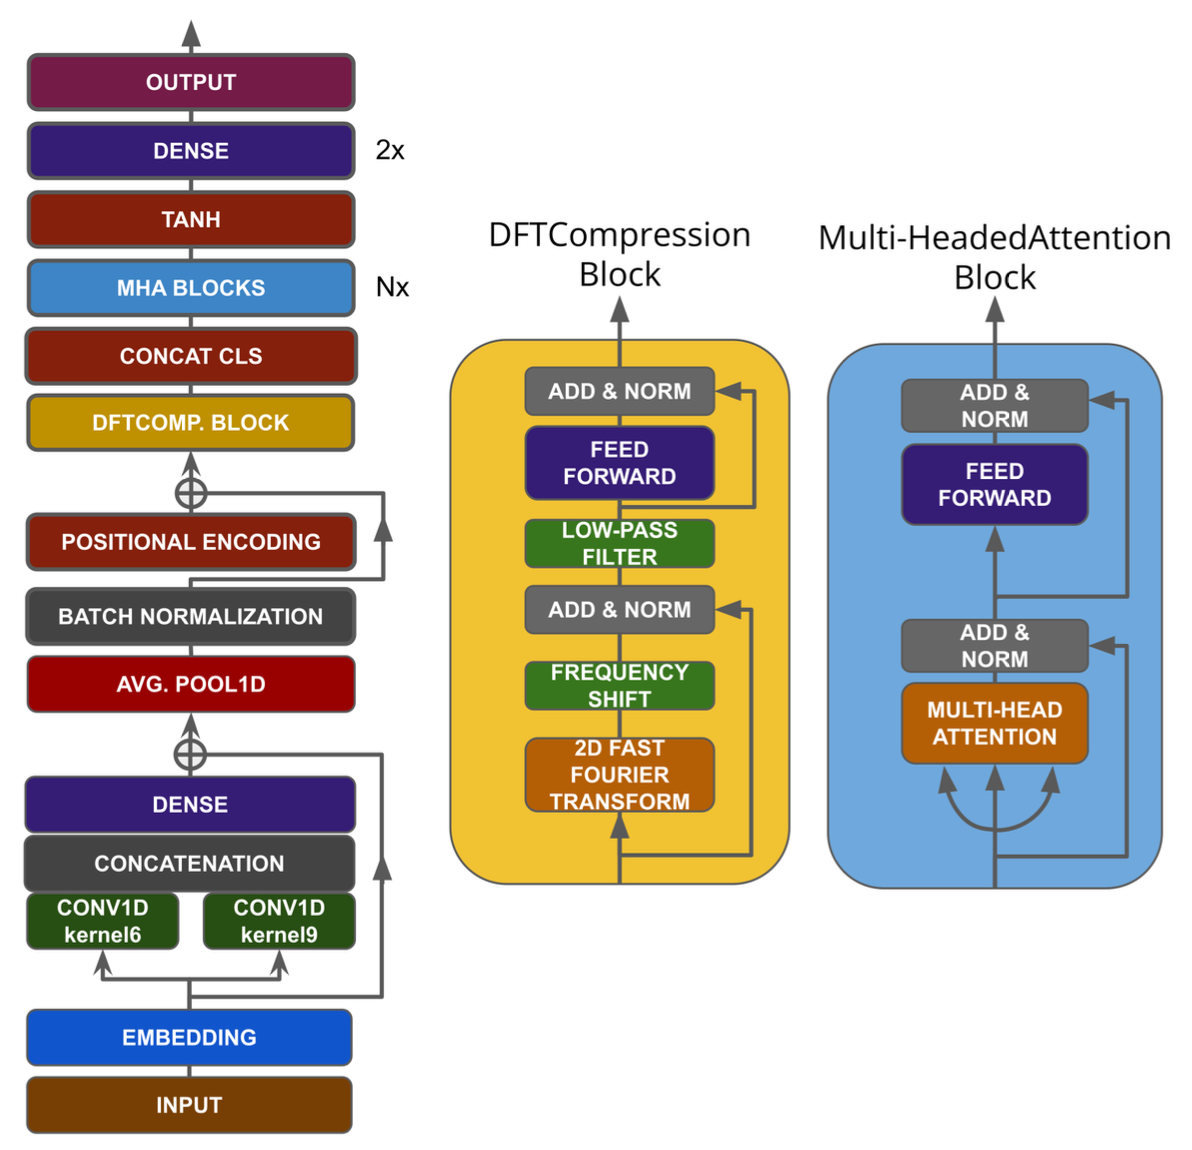 OUTPUT
DENSE
2x
TANH
MHA BLOCKS
Nx
CONCAT CLS
DFTCOMP. BLOCK
POSITIONAL ENCODING
BATCH NORMALIZATION
AVG. POOL1D
DENSE
CONCATENATION
CONV1D
kernel6
CONV1D
kernel9
EMBEDDING
INPUT
DFTCompression
Block
ADD & NORM
FEED
FORWARD
LOW-PASS
FILTER
ADD & NORM
FREQUENCY
SHIFT
2D FAST
FOURIER
TRANSFORM
Multi-HeadedAttention
Block
ADD &
NORM
FEED
FORWARD
ADD &
NORM
MULTI-HEAD
ATTENTION